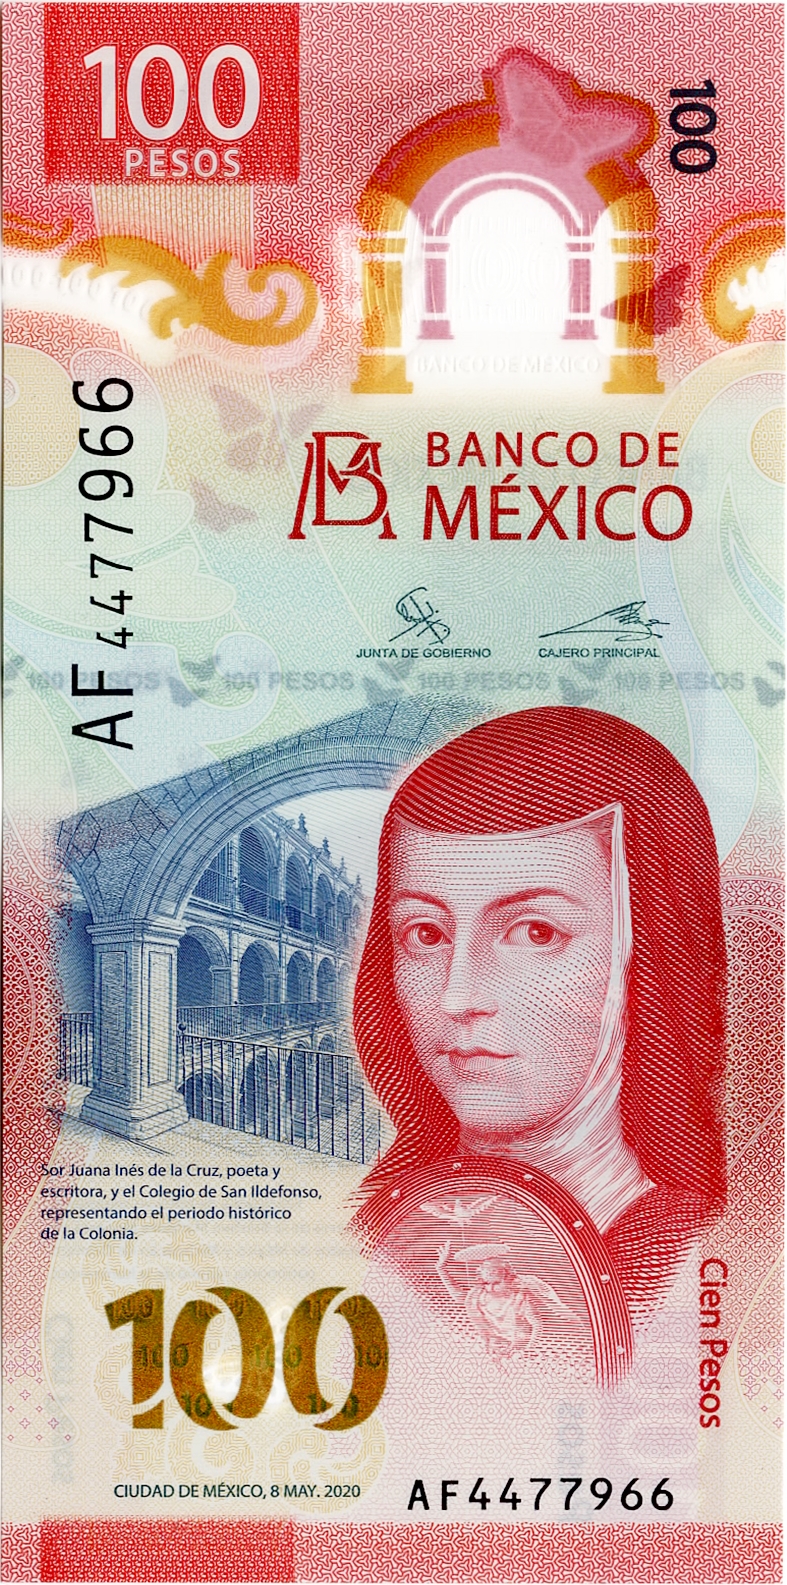 100
PESOS
100
BANCO DE MÉXICO
AF4477966
BANCO DE
MÉXICO
JUNTA DE GOBIERNO
CAJERO PRINCIPAL
100 PESOS 100 PESOS 100 PESOS 100 PESOS
Sor Juana Inés de la Cruz, poeta y
escritora, y el Colegio de San Ildefonso,
representando el periodo histórico
de la Colonia.
100
Cien Pesos
CIUDAD DE MÉXICO, 8 MAY. 2020
AF4477966